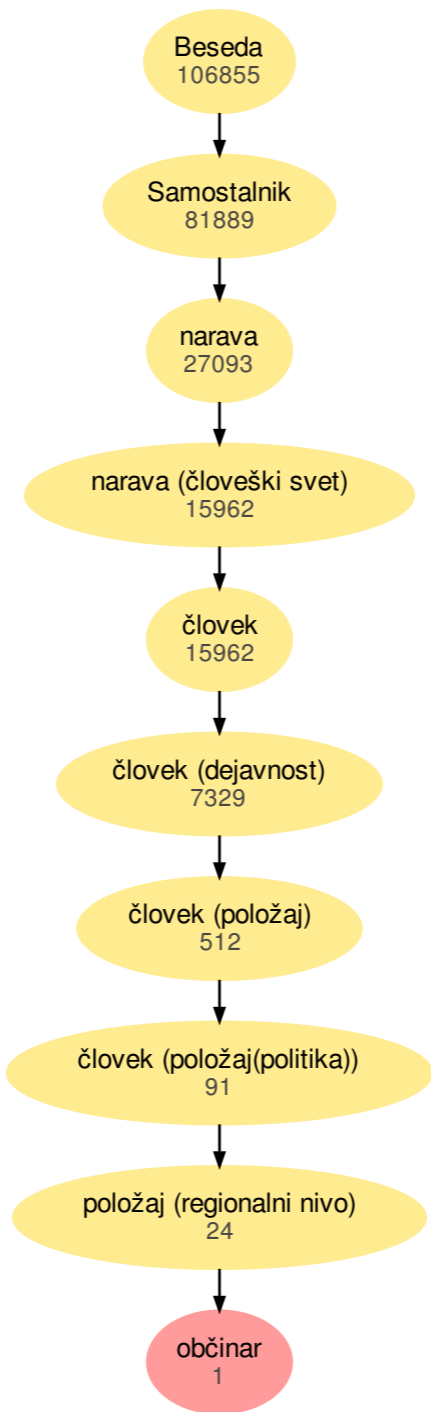 Beseda
106855
Samostalnik
81889
narava
27093
narava (človeški svet)
15962
človek
15962
človek (dejavnost)
7329
človek (položaj)
512
človek (položaj(politika))
91
položaj (regionalni nivo)
24
občinar
1